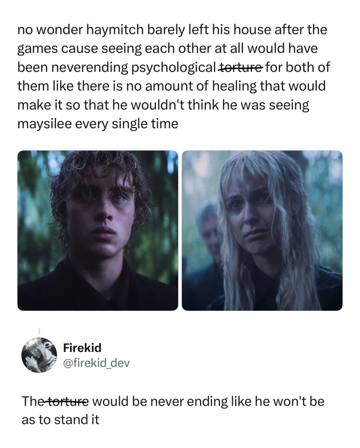 no wonder haymitch barely left his house after the
games cause seeing each other at all would have
been neverending psychological torture for both of
them like there is no amount of healing that would
make it so that he wouldn't think he was seeing
maysilee every single time
Firekid
@firekid_dev
The torture would be never ending like he won't be
as to stand it